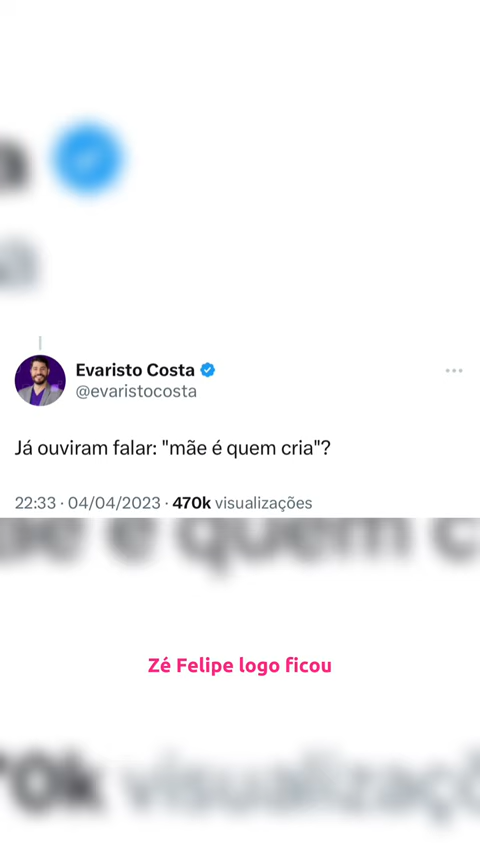 Evaristo Costa
@evaristocosta
Já ouviram falar: "mãe é quem cria"?
22:33 · 04/04/2023 · 470k visualizações
Zé Felipe logo ficou